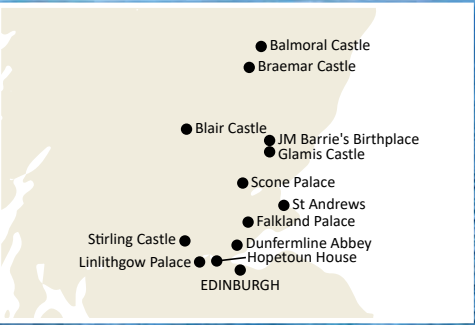 Balmoral Castle
Braemar Castle
Blair Castle
JM Barrie's Birthplace
Glamis Castle
Scone Palace
St Andrews
Falkland Palace
Stirling Castle
Dunfermline Abbey
Hopetoun House
Linlithgow Palace
EDINBURGH